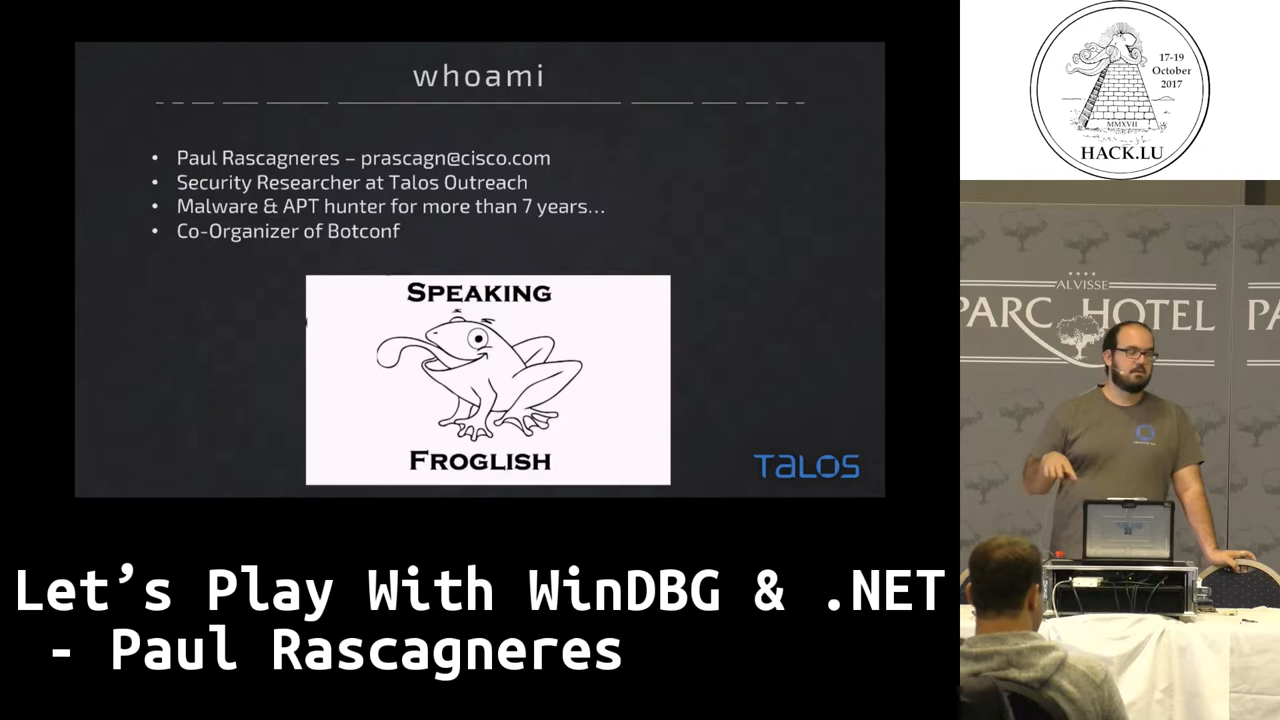 whoami
• Paul Rascagneres – prascagn@cisco.com
• Security Researcher at Talos Outreach
• Malware & APT hunter for more than 7 years…
• Co-Organizer of Botconf
SPEAKING
FROGLISH
TALOS
Let’s Play With WinDBG & .NET
- Paul Rascagneres
17-19
October
2017
MMXVII
HACK.LU
ALVISSE
PARC HOTEL
PA